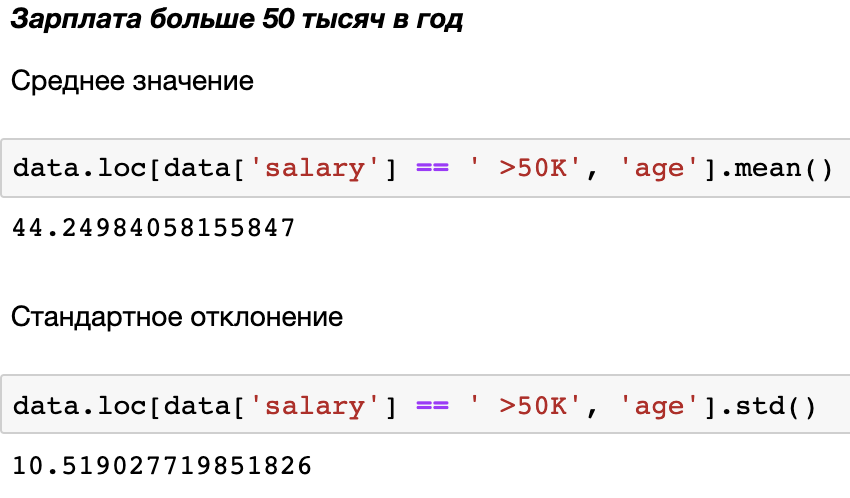 Зарплата больше 50 тысяч в год
Среднее значение
data.loc[data['salary'] == ' >50K', 'age'].mean()
44.24984058155847
Стандартное отклонение
data.loc[data['salary'] == ' >50K', 'age'].std()
10.519027719851826